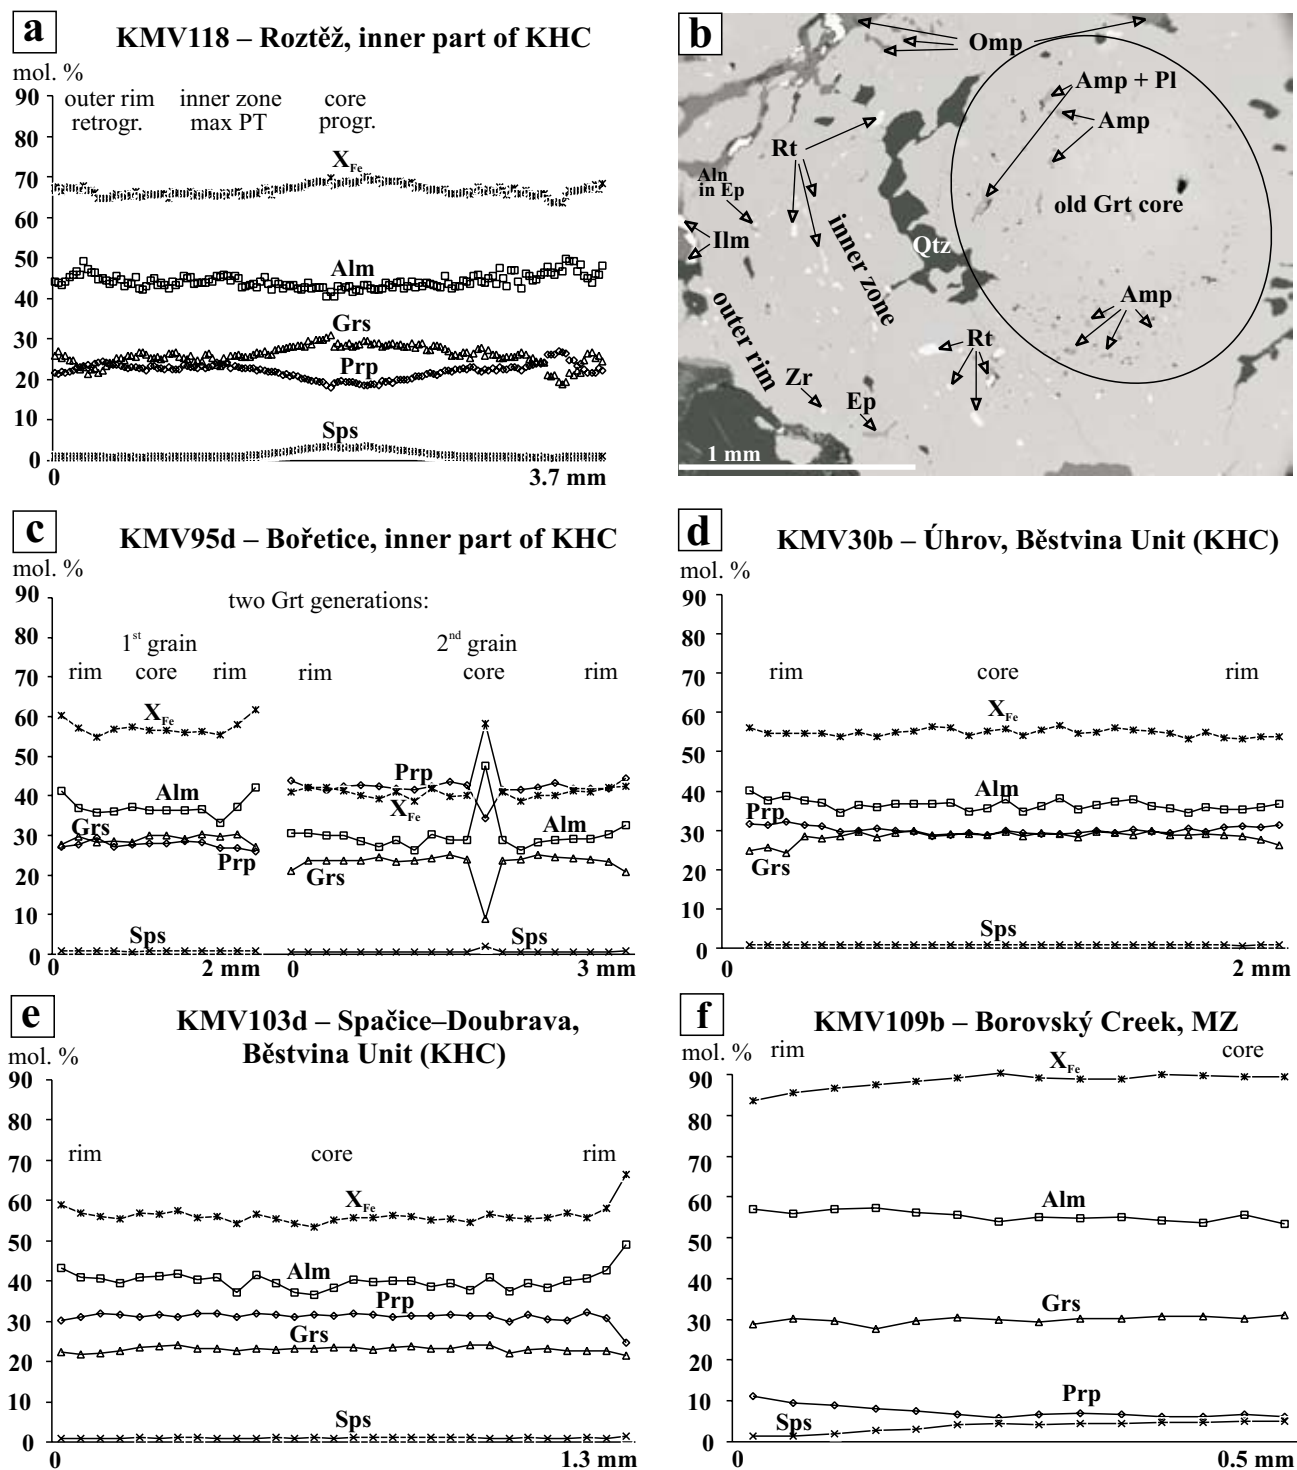 a
KMV118 – Roztěž, inner part of KHC
mol. %
90
80
70
60
50
40
30
20
10
0
outer rim
retrogr.
inner zone
max PT
core
progr.
XFe
Alm
Grs
Prp
Sps
0
3.7 mm
b
Omp
Amp + Pl
Amp
Rt
Aln
in Ep
old Grt core
Ilm
Qtz
inner zone
outer rim
Amp
Rt
Zr
Ep
1 mm
c
KMV95d – Bořetice, inner part of KHC
mol. %
90
80
70
60
50
40
30
20
10
0
two Grt generations:
1st grain
2nd grain
rim
core
rim
rim
core
rim
XFe
Alm
Grs
Prp
Sps
Prp
XFe
Alm
Grs
Sps
0
2 mm
0
3 mm
d
KMV30b – Úhrov, Běstvina Unit (KHC)
mol. %
90
80
70
60
50
40
30
20
10
0
rim
core
rim
XFe
Alm
Prp
Grs
Sps
0
2 mm
e
KMV103d – Spačice–Doubrava,
Běstvina Unit (KHC)
mol. %
90
80
70
60
50
40
30
20
10
0
rim
core
rim
XFe
Alm
Prp
Grs
Sps
0
1.3 mm
f
KMV109b – Borovský Creek, MZ
mol. %
90
80
70
60
50
40
30
20
10
0
rim
core
XFe
Alm
Grs
Prp
Sps
0
0.5 mm